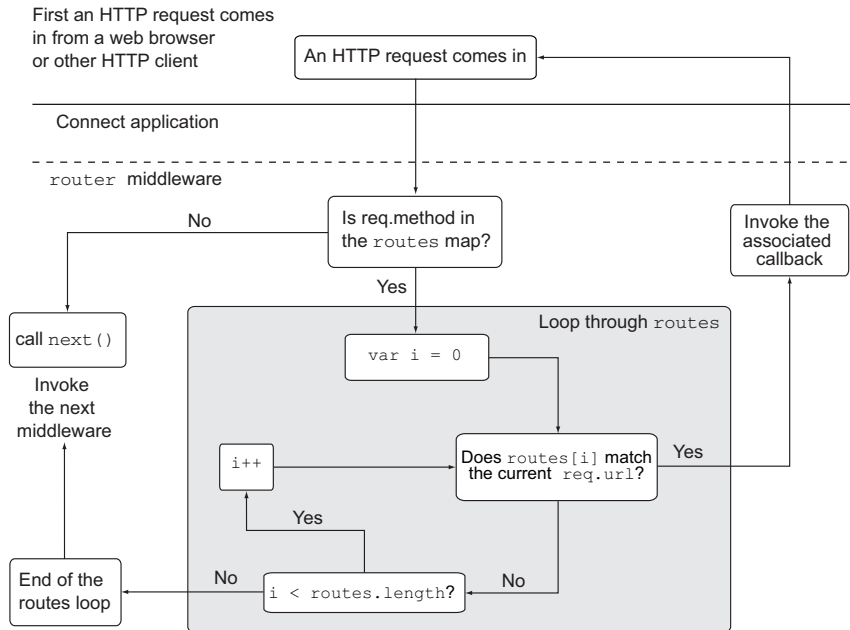 First an HTTP request comes
in from a web browser
or other HTTP client
An HTTP request comes in
Connect application
router middleware
No
Is req.method in
the routes map?
Invoke the
associated
callback
Yes
Loop through routes
call next()
var i = 0
Invoke
the next
middleware
i++
Does routes[i] match
the current req.url?
Yes
Yes
End of the
routes loop
No
i < routes.length?
No